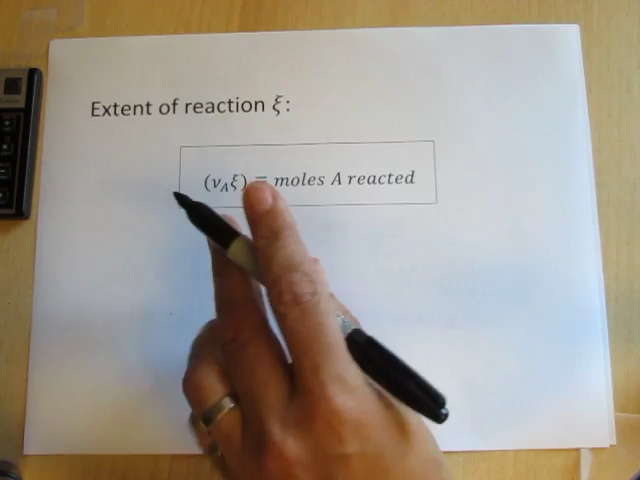 Extent of reaction ξ:
(ν_Aξ) = moles A reacted